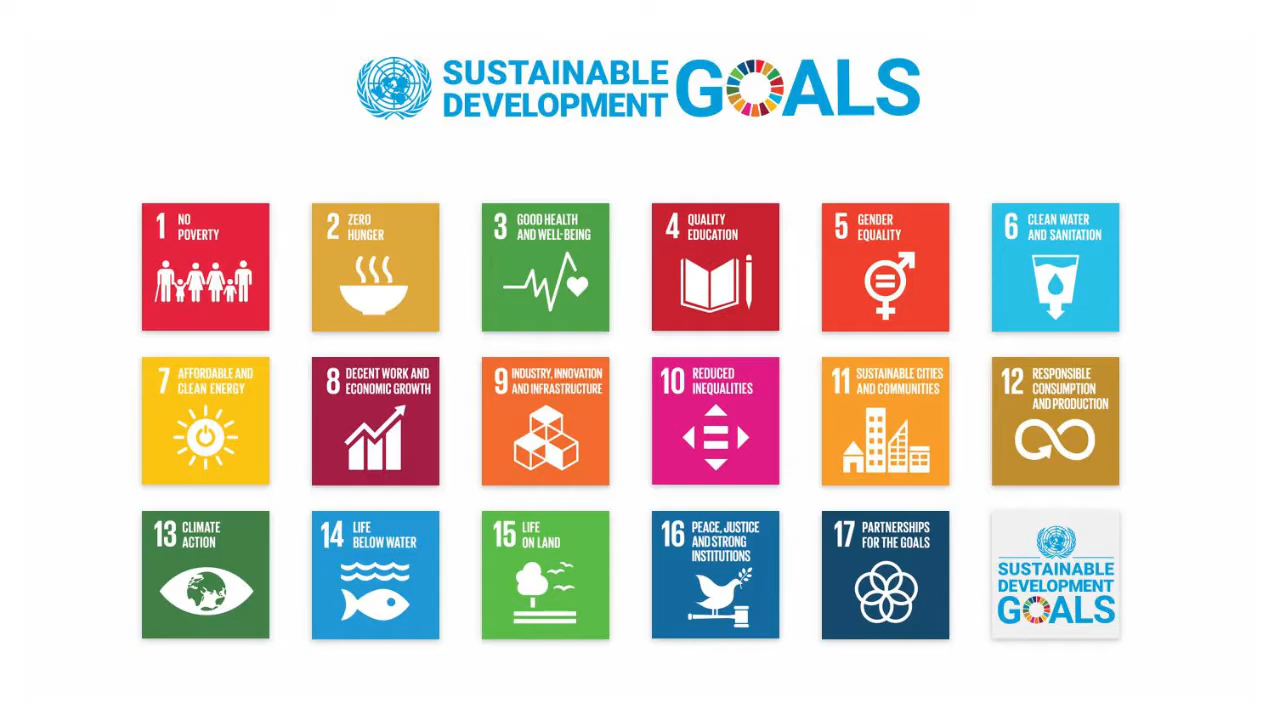 SUSTAINABLE
DEVELOPMENT
GOALS
1 NO
POVERTY
2 ZERO
HUNGER
3 GOOD HEALTH
AND WELL-BEING
4 QUALITY
EDUCATION
5 GENDER
EQUALITY
6 CLEAN WATER
AND SANITATION
7 AFFORDABLE AND
CLEAN ENERGY
8 DECENT WORK AND
ECONOMIC GROWTH
9 INDUSTRY, INNOVATION
AND INFRASTRUCTURE
10 REDUCED
INEQUALITIES
11 SUSTAINABLE CITIES
AND COMMUNITIES
12 RESPONSIBLE
CONSUMPTION
AND PRODUCTION
13 CLIMATE
ACTION
14 LIFE
BELOW WATER
15 LIFE
ON LAND
16 PEACE, JUSTICE
AND STRONG
INSTITUTIONS
17 PARTNERSHIPS
FOR THE GOALS
SUSTAINABLE
DEVELOPMENT
GOALS